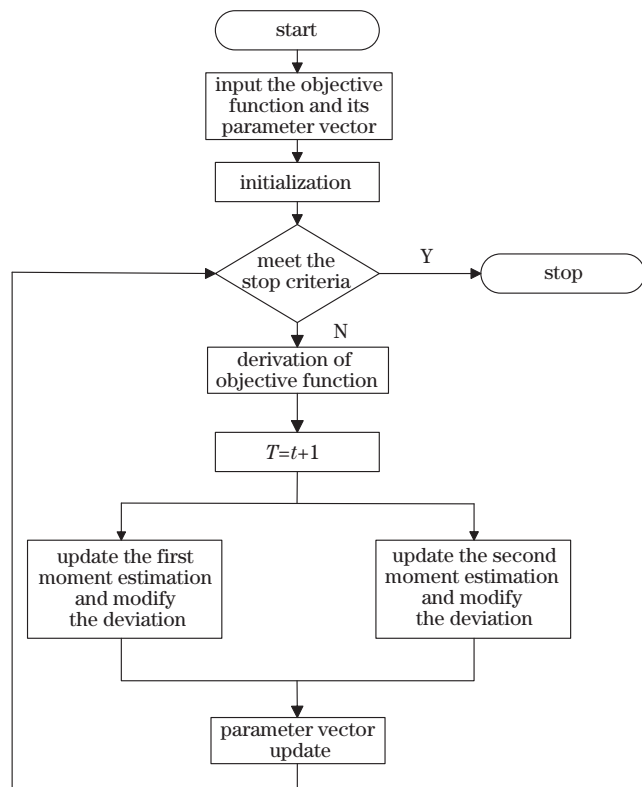 start
input the objective
function and its
parameter vector
initialization
meet the
stop criteria
Y
stop
N
derivation of
objective function
T=t+1
update the first
moment estimation
and modify
the deviation
update the second
moment estimation
and modify
the deviation
parameter vector
update